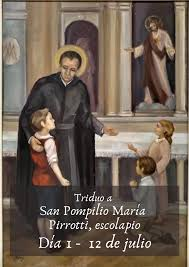 Triduo a
San Pompilio María
Pirrotti, escolapio
Día 1 - 12 de julio